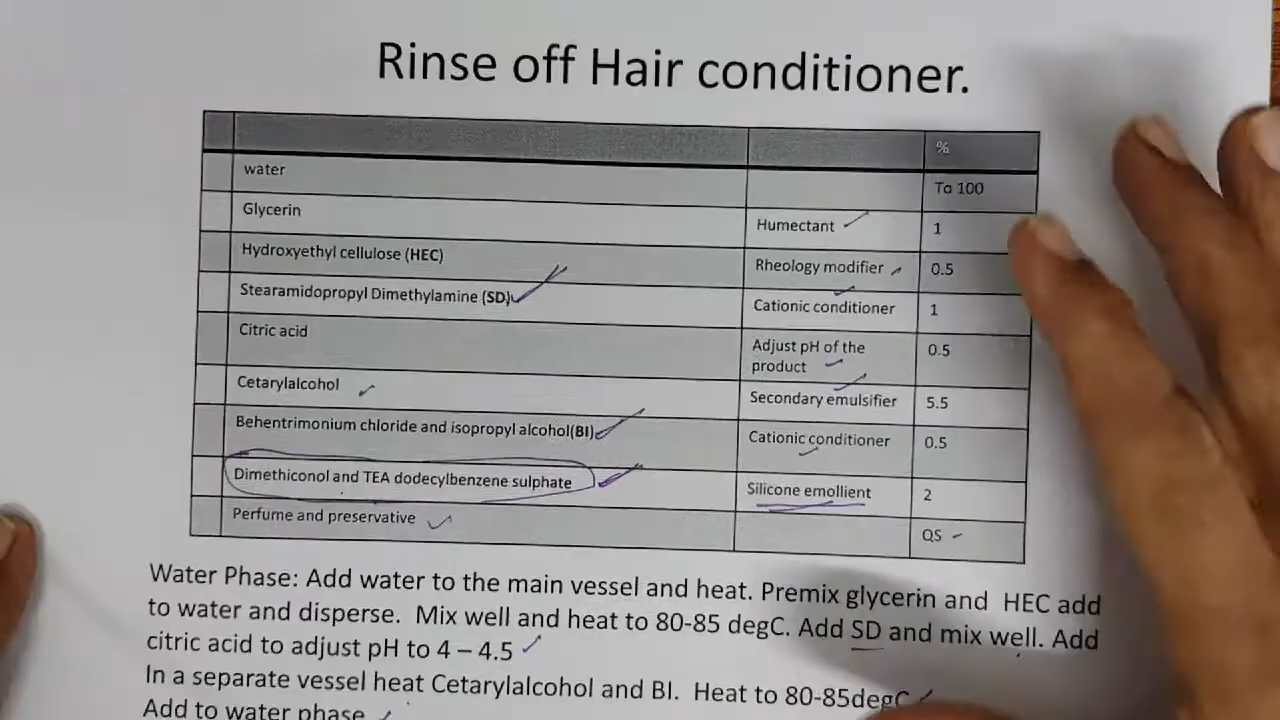 Rinse off Hair conditioner.
%
water To 100
Glycerin Humectant 1
Hydroxyethyl cellulose (HEC) Rheology modifier 0.5
Stearamidopropyl Dimethylamine (SD) Cationic conditioner 1
Citric acid Adjust pH of the 0.5
product
Cetarylalcohol Secondary emulsifier 5.5
Behentrimonium chloride and isopropyl alcohol(BI) Cationic conditioner 0.5
Dimethiconol and TEA dodecylbenzene sulphate Silicone emollient 2
Perfume and preservative QS
Water Phase: Add water to the main vessel and heat. Premix glycerin and HEC add
to water and disperse. Mix well and heat to 80-85 degC. Add SD and mix well. Add
citric acid to adjust pH to 4 – 4.5
In a separate vessel heat Cetarylalcohol and BI. Heat to 80-85degC
Add to water phase